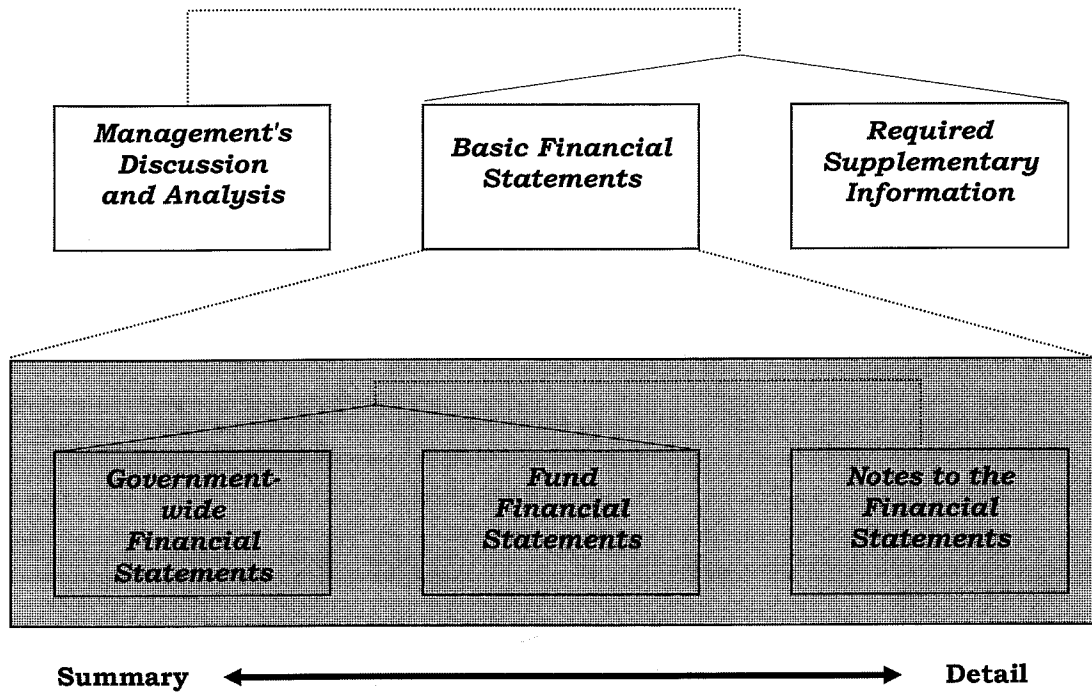 Management's
Discussion
and Analysis
Basic Financial
Statements
Required
Supplementary
Information
Government-
wide
Financial
Statements
Fund
Financial
Statements
Notes to the
Financial
Statements
Summary
Detail